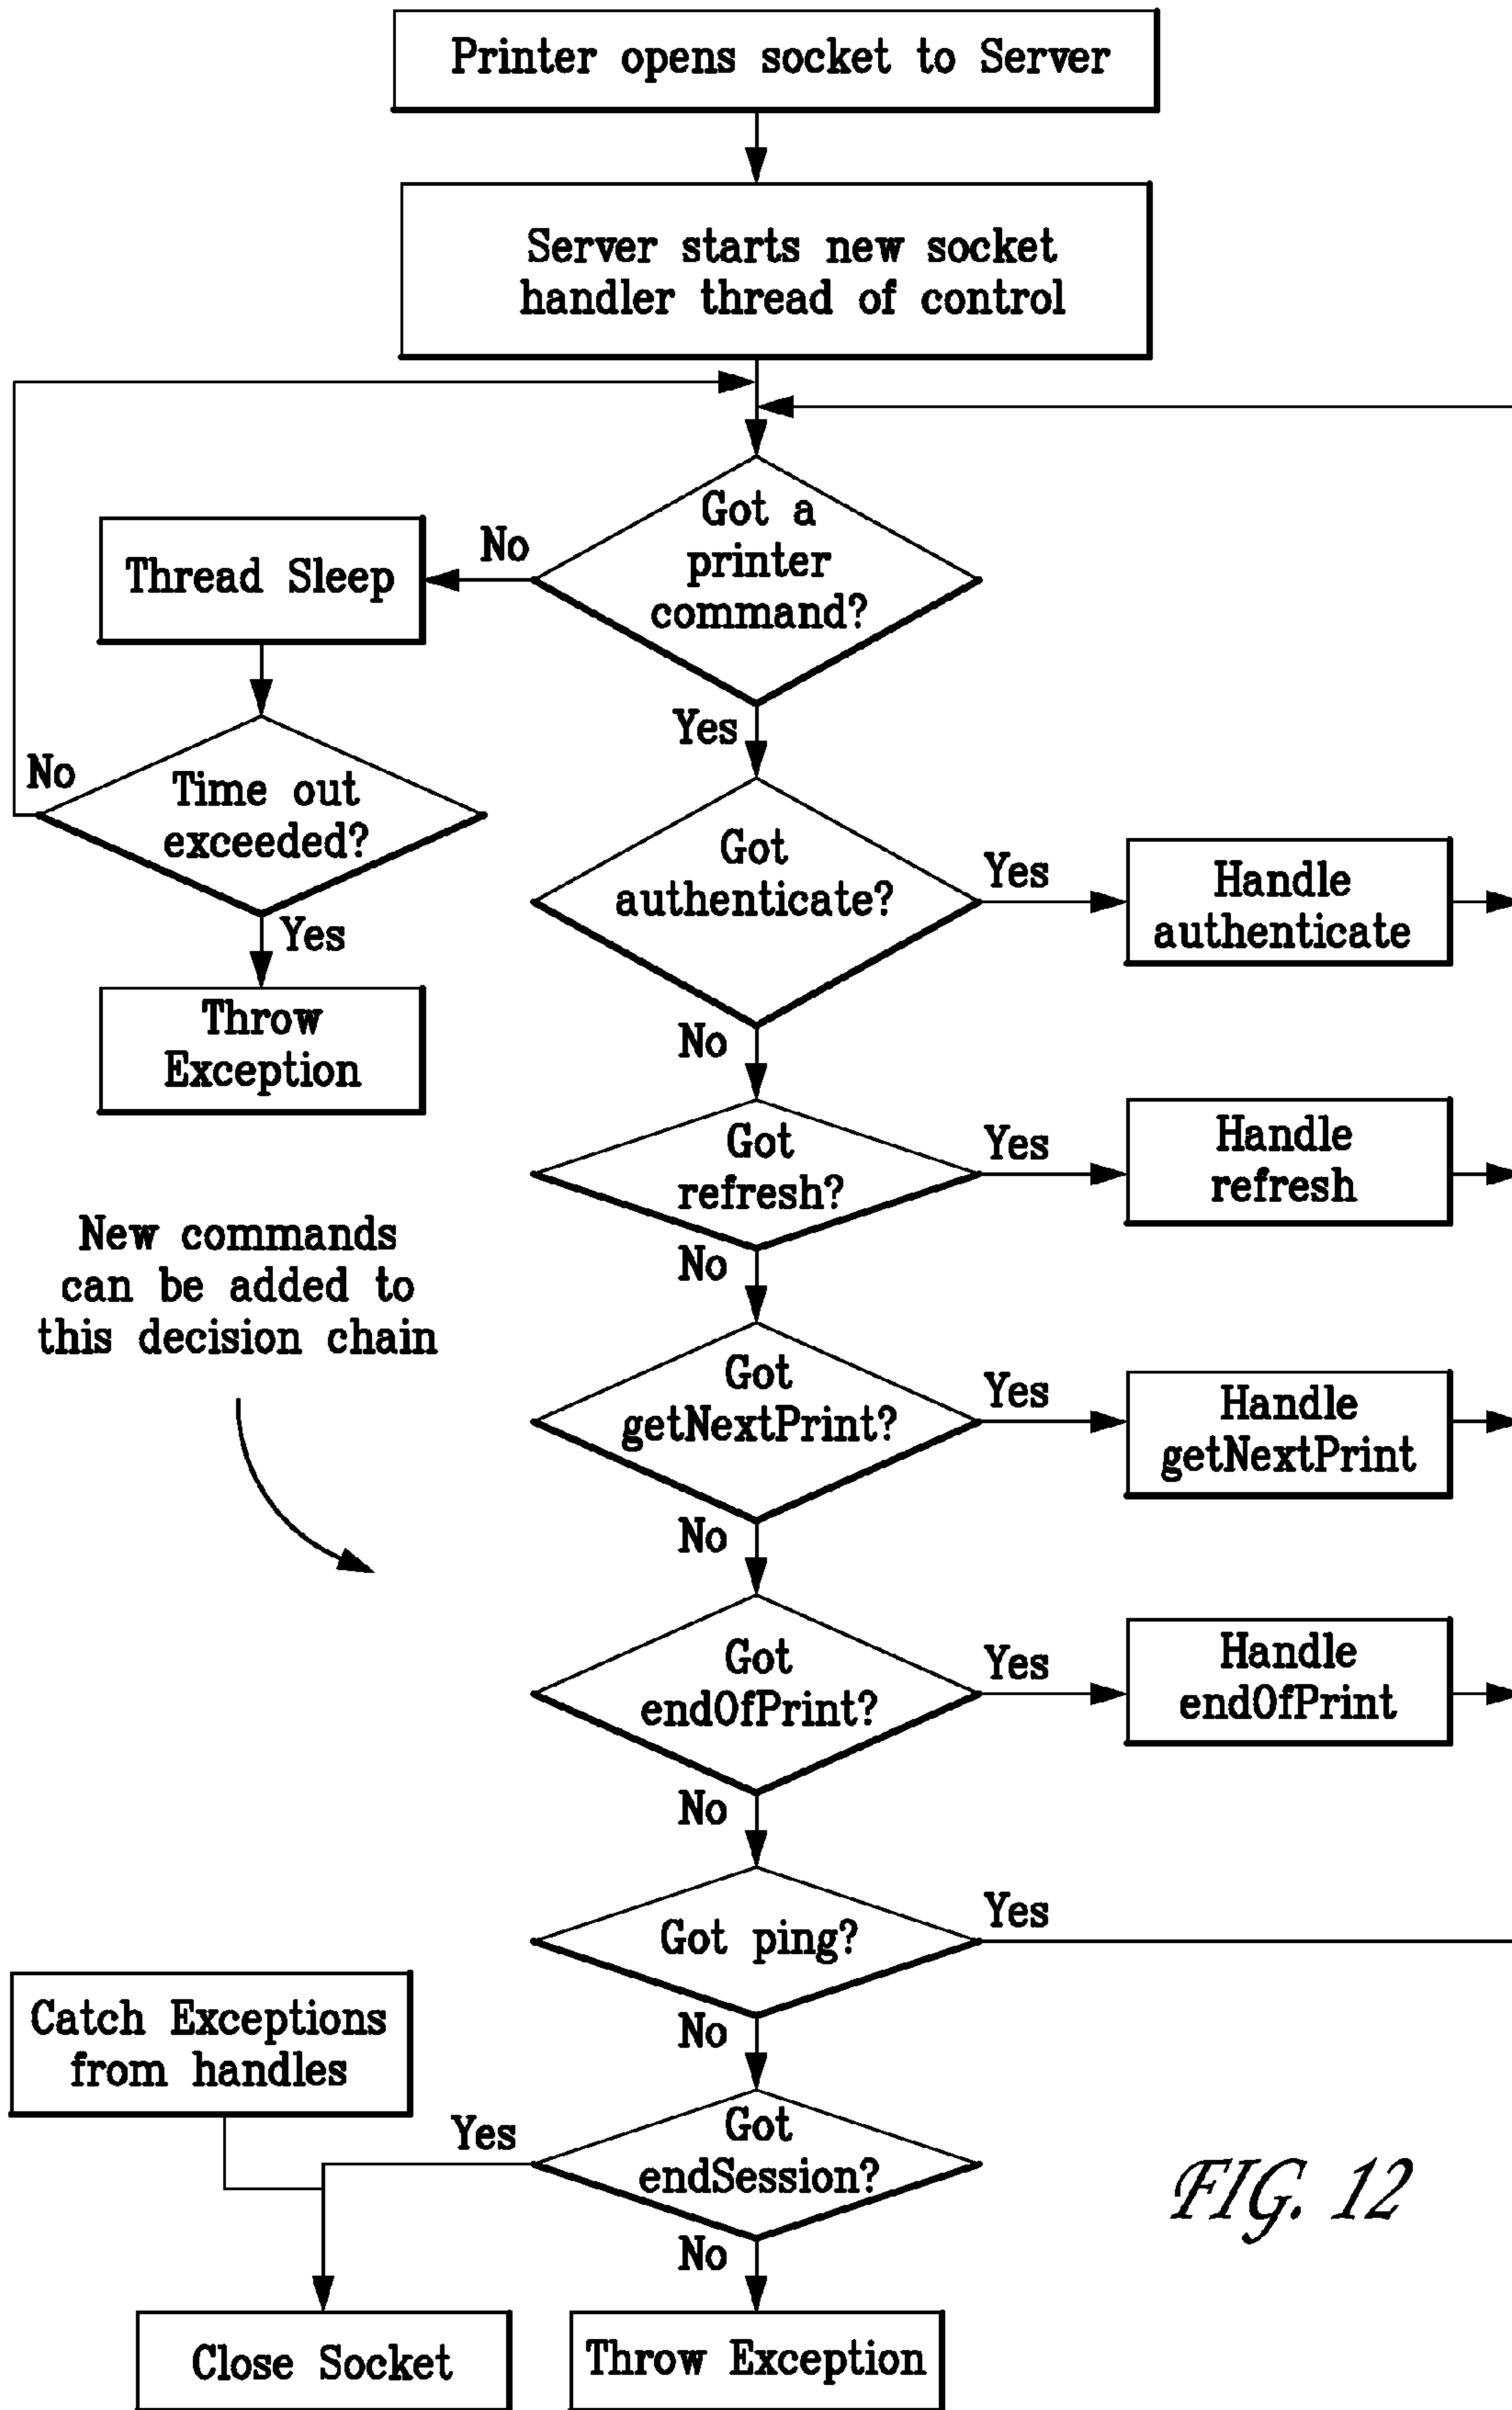 Printer opens socket to Server
Server starts new socket
handler thread of control
Got a
printer
command?
No
Thread Sleep
Yes
No
Time out
exceeded?
Yes
Throw
Exception
Got
authenticate?
Yes
Handle
authenticate
No
Got
refresh?
Yes
Handle
refresh
No
New commands
can be added to
this decision chain
Got
getNextPrint?
Yes
Handle
getNextPrint
No
Got
endOfPrint?
Yes
Handle
endOfPrint
No
Got ping?
Yes
No
Catch Exceptions
from handles
Got
endSession?
Yes
No
Close Socket
Throw Exception
FIG. 12